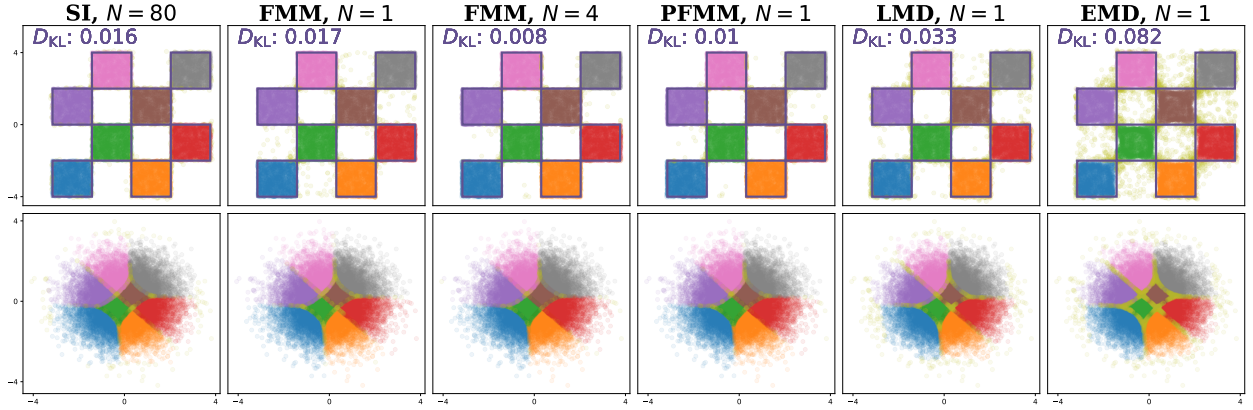 SI, N = 80
FMM, N = 1
FMM, N = 4
PFMM, N = 1
LMD, N = 1
EMD, N = 1
D_KL: 0.016
D_KL: 0.017
D_KL: 0.008
D_KL: 0.01
D_KL: 0.033
D_KL: 0.082
4
0
−4
4
0
−4
−4 0 4
−4 0 4
−4 0 4
−4 0 4
−4 0 4
−4 0 4